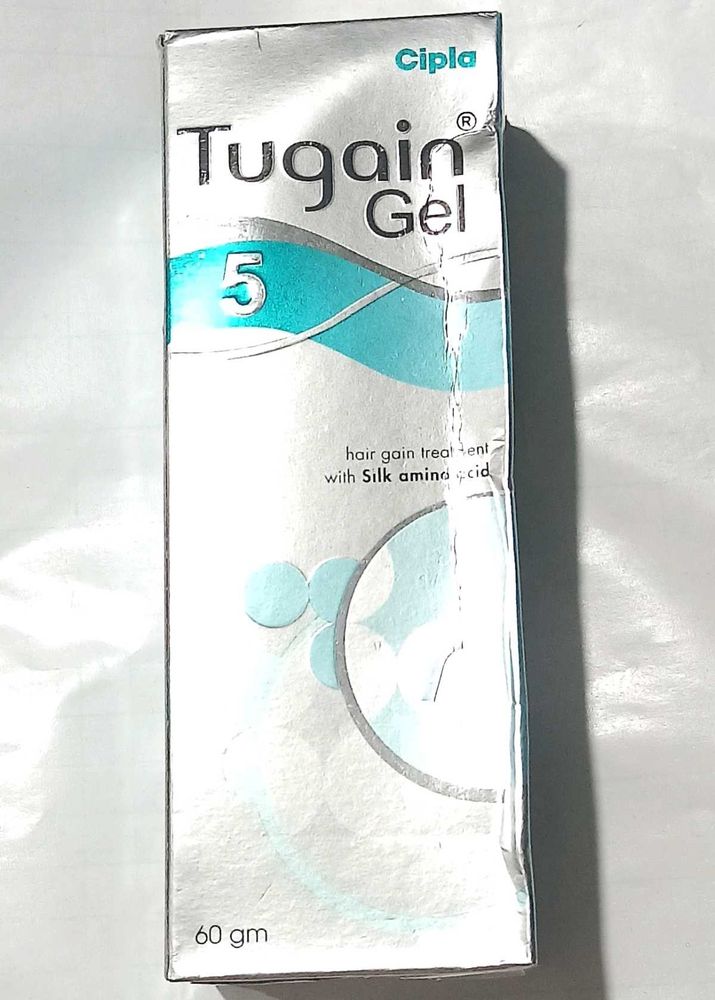 Cipla
Tugain®
Gel
5
hair gain treatment
with Silk amino acid
60 gm